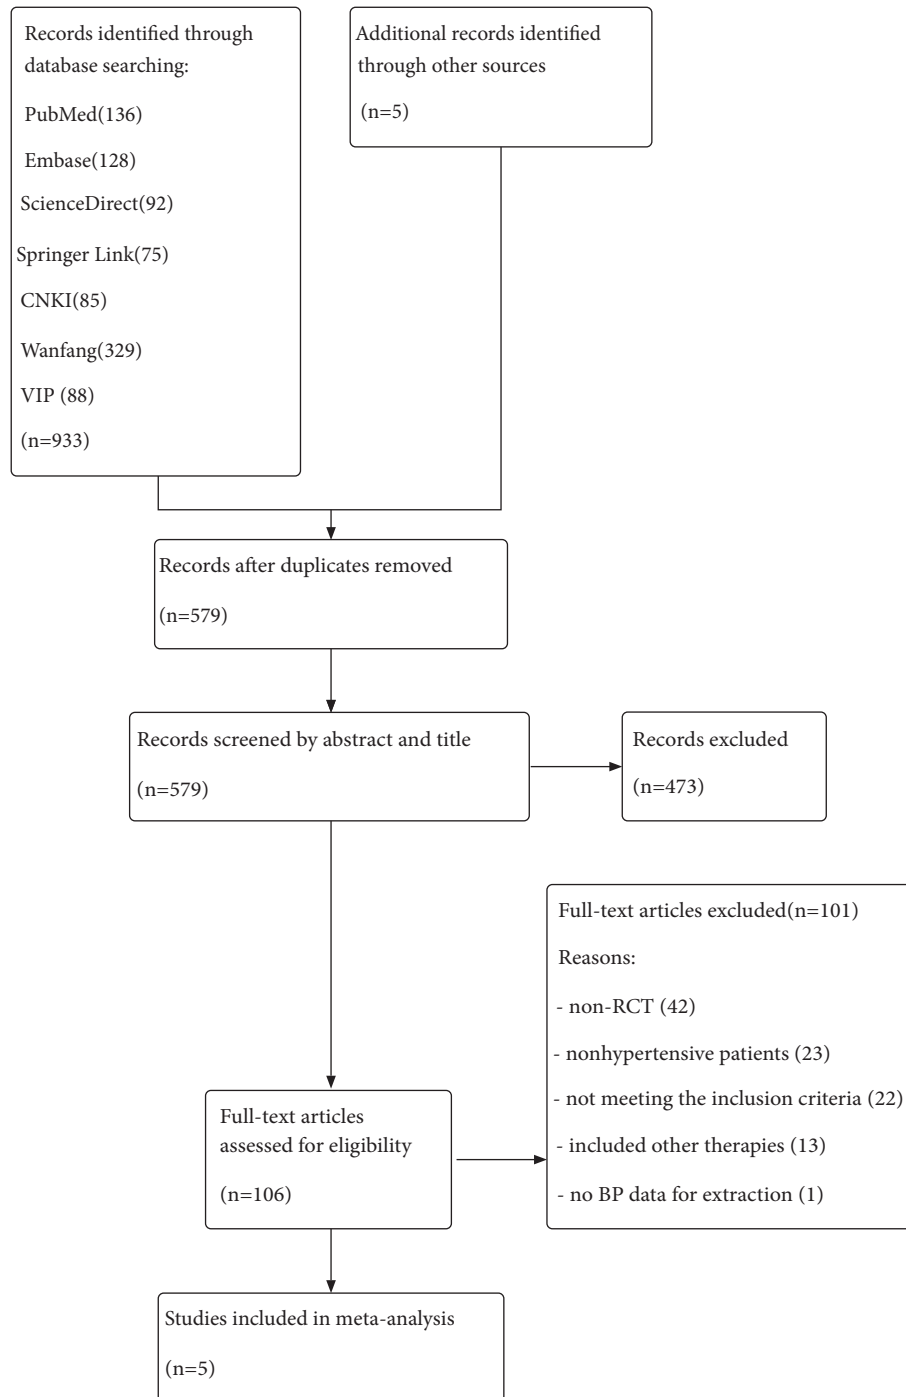 Records identified through
database searching:
PubMed(136)
Embase(128)
ScienceDirect(92)
Springer Link(75)
CNKI(85)
Wanfang(329)
VIP (88)
(n=933)
Additional records identified
through other sources
(n=5)
Records after duplicates removed
(n=579)
Records screened by abstract and title
(n=579)
Records excluded
(n=473)
Full-text articles excluded(n=101)
Reasons:
- non-RCT (42)
- nonhypertensive patients (23)
- not meeting the inclusion criteria (22)
- included other therapies (13)
- no BP data for extraction (1)
Full-text articles
assessed for eligibility
(n=106)
Studies included in meta-analysis
(n=5)